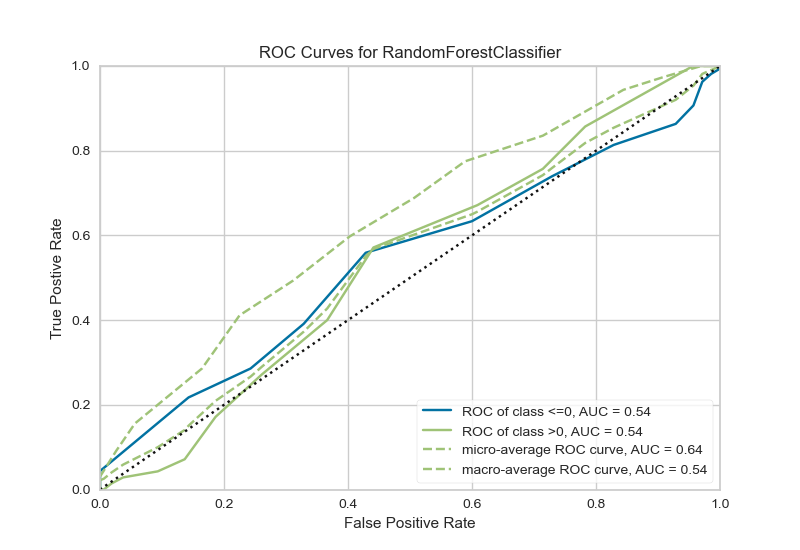 ROC Curves for RandomForestClassifier
1.0
0.8
0.6
0.4
0.2
0.0
True Postive Rate
ROC of class <=0, AUC = 0.54
ROC of class >0, AUC = 0.54
micro-average ROC curve, AUC = 0.64
macro-average ROC curve, AUC = 0.54
0.0 0.2 0.4 0.6 0.8 1.0
False Positive Rate